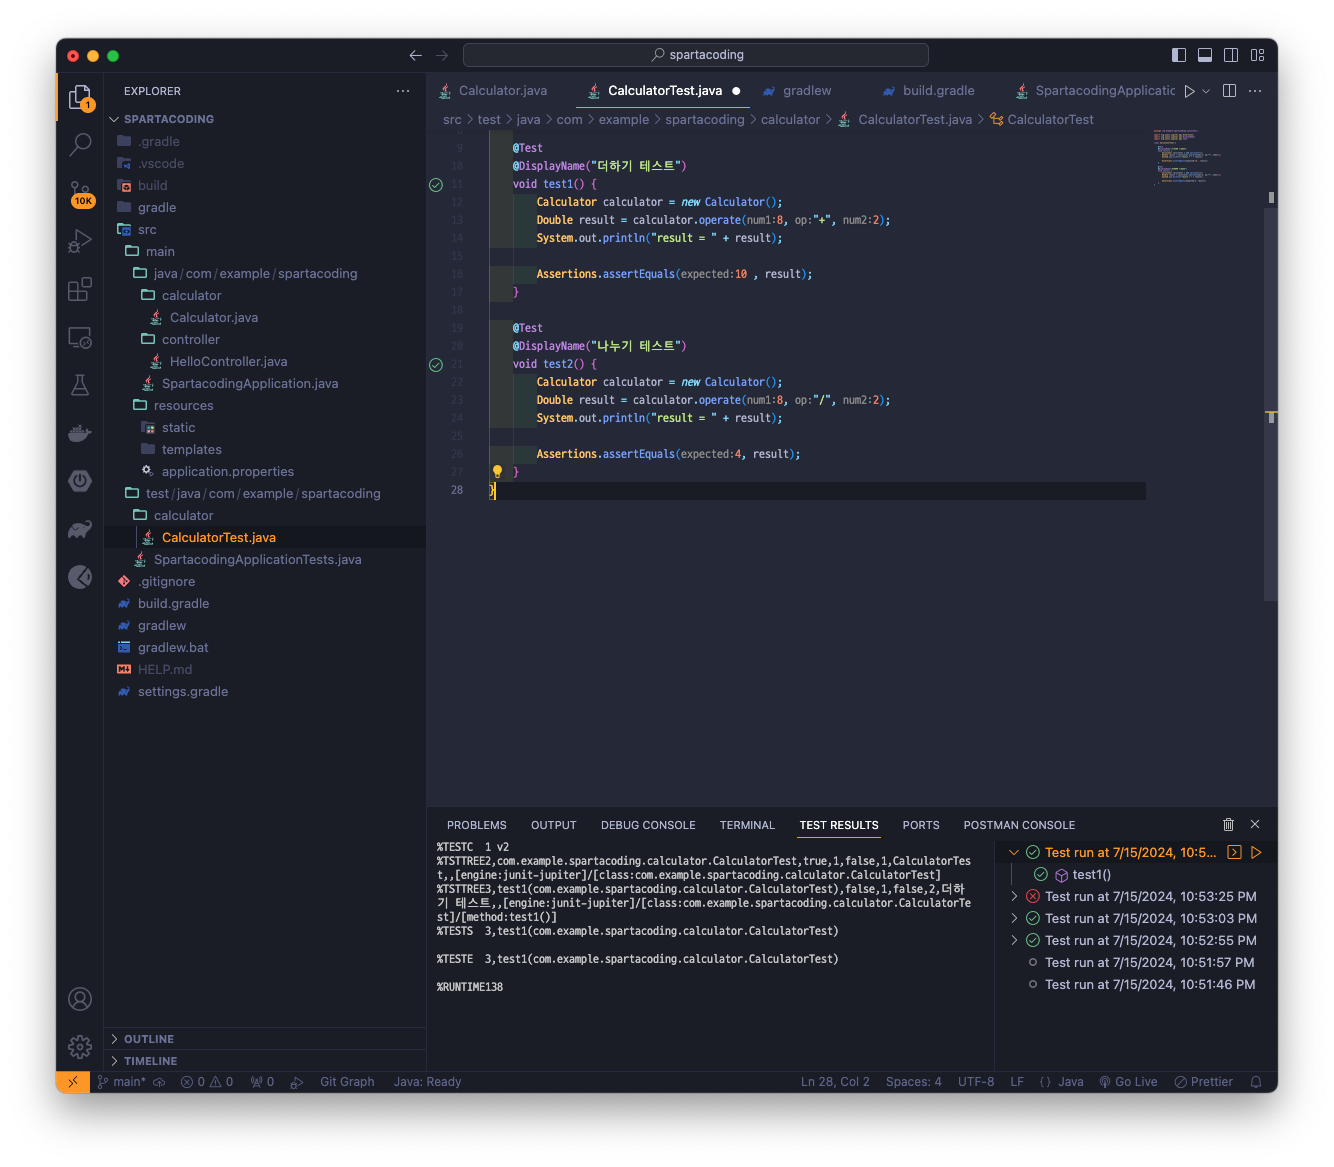 spartacoding
EXPLORER
SPARTACODING
.gradle
.vscode
build
gradle
src
main
java/com/example/spartacoding
calculator
Calculator.java
controller
HelloController.java
SpartacodingApplication.java
resources
static
templates
application.properties
test/java/com/example/spartacoding
calculator
CalculatorTest.java
SpartacodingApplicationTests.java
.gitignore
build.gradle
gradlew
gradlew.bat
HELP.md
settings.gradle
OUTLINE
TIMELINE
1
10K
Calculator.java CalculatorTest.java gradlew build.gradle SpartacodingApplicatic
src > test > java > com > example > spartacoding > calculator > CalculatorTest.java > CalculatorTest
9 @Test
10 @DisplayName("더하기 테스트")
11 void test1() {
12 Calculator calculator = new Calculator();
13 Double result = calculator.operate(num1:8, op:"+", num2:2);
14 System.out.println("result = " + result);
15
16 Assertions.assertEquals(expected:10 , result);
17 }
18
19 @Test
20 @DisplayName("나누기 테스트")
21 void test2() {
22 Calculator calculator = new Calculator();
23 Double result = calculator.operate(num1:8, op:"/", num2:2);
24 System.out.println("result = " + result);
25
26 Assertions.assertEquals(expected:4, result);
27 }
28 }
PROBLEMS OUTPUT DEBUG CONSOLE TERMINAL TEST RESULTS PORTS POSTMAN CONSOLE
%TESTC 1 v2
%TSTTREE2,com.example.spartacoding.calculator.CalculatorTest,true,1,false,1,CalculatorTes
t,,[engine:junit-jupiter]/[class:com.example.spartacoding.calculator.CalculatorTest]
%TSTTREE3,test1(com.example.spartacoding.calculator.CalculatorTest),false,1,false,2,더하
기 테스트,,[engine:junit-jupiter]/[class:com.example.spartacoding.calculator.CalculatorTe
st]/[method:test1()]
%TESTS 3,test1(com.example.spartacoding.calculator.CalculatorTest)
%TESTE 3,test1(com.example.spartacoding.calculator.CalculatorTest)
%RUNTIME138
Test run at 7/15/2024, 10:5...
test1()
Test run at 7/15/2024, 10:53:25 PM
Test run at 7/15/2024, 10:53:03 PM
Test run at 7/15/2024, 10:52:55 PM
Test run at 7/15/2024, 10:51:57 PM
Test run at 7/15/2024, 10:51:46 PM
main* 0 0 0 Git Graph Java: Ready Ln 28, Col 2 Spaces: 4 UTF-8 LF {} Java Go Live Prettier